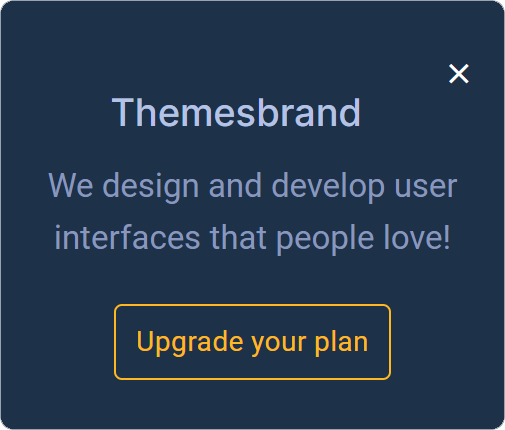 Themesbrand
We design and develop user
interfaces that people love!
Upgrade your plan